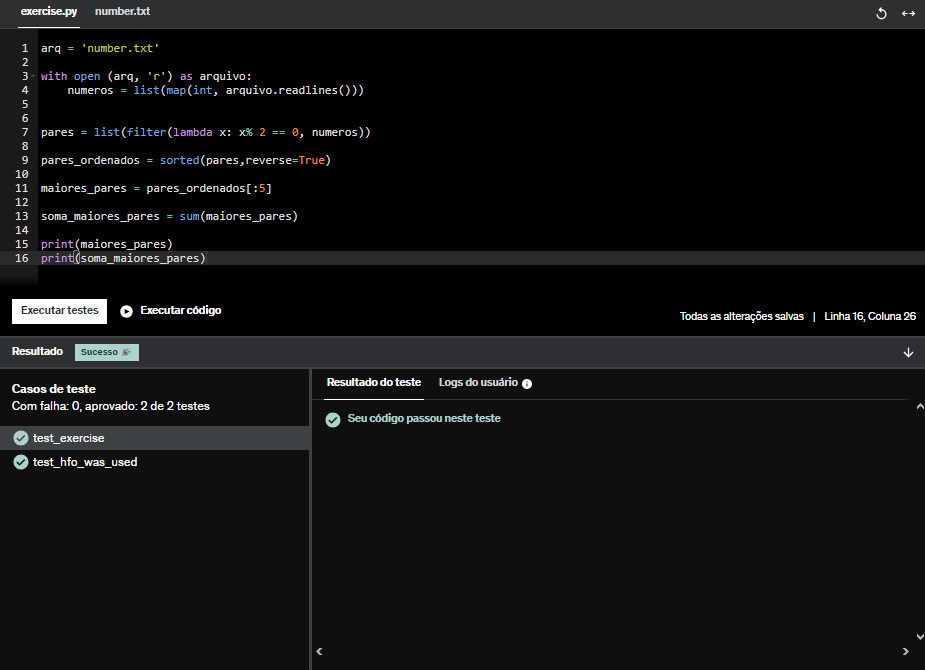 exercise.py number.txt
1 arq = 'number.txt'
2
3 with open (arq, 'r') as arquivo:
4     numeros = list(map(int, arquivo.readlines()))
5
6
7 pares = list(filter(lambda x: x% 2 == 0, numeros))
8
9 pares_ordenados = sorted(pares,reverse=True)
10
11 maiores_pares = pares_ordenados[:5]
12
13 soma_maiores_pares = sum(maiores_pares)
14
15 print(maiores_pares)
16 print(soma_maiores_pares)
Executar testes Executar código
Todas as alterações salvas | Linha 16, Coluna 26
Resultado Sucesso 🎉
Casos de teste
Com falha: 0, aprovado: 2 de 2 testes
test_exercise
test_hfo_was_used
Resultado do teste Logs do usuário
Seu código passou neste teste